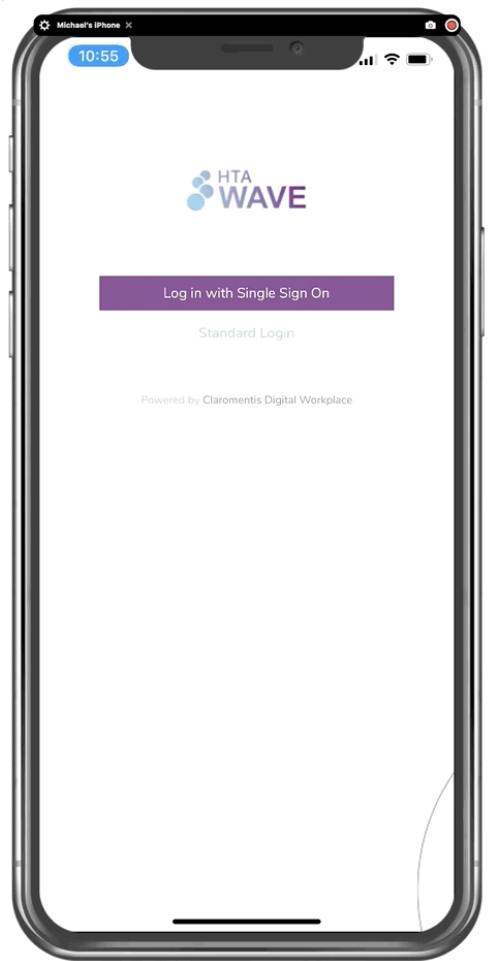 Michael's iPhone ×
10:55
HTA
WAVE
Log in with Single Sign On
Standard Login
Powered by Claromentis Digital Workplace